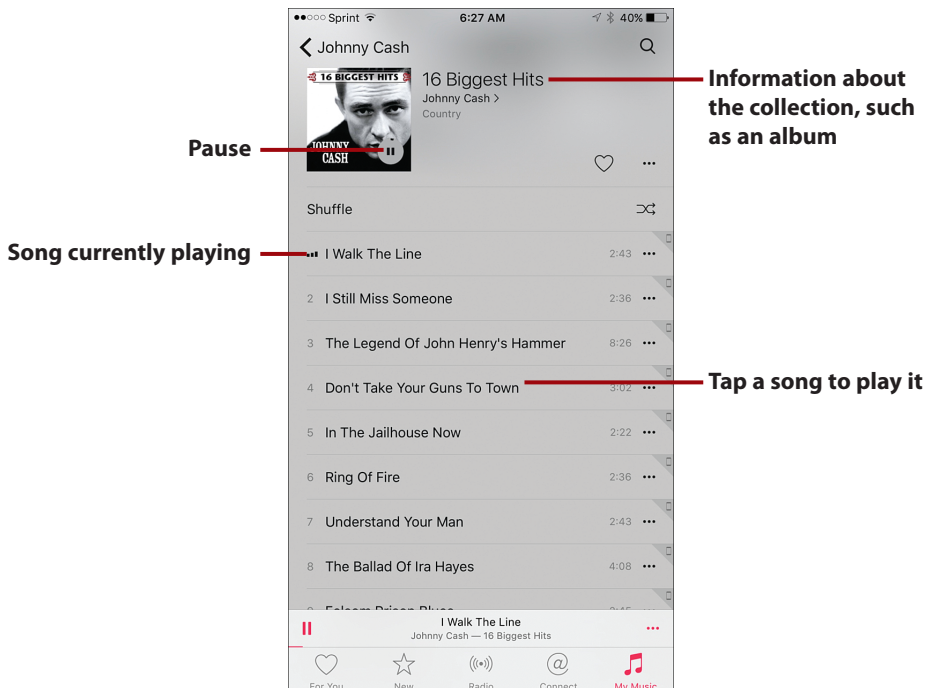 Sprint
6:27 AM
40%
Johnny Cash
16 BIGGEST HITS
JOHNNY
CASH
16 Biggest Hits
Johnny Cash >
Country
Information about
the collection, such
as an album
Pause
Shuffle
Song currently playing
I Walk The Line 2:43
2 I Still Miss Someone 2:36
3 The Legend Of John Henry's Hammer 8:26
4 Don't Take Your Guns To Town 3:02
Tap a song to play it
5 In The Jailhouse Now 2:22
6 Ring Of Fire 2:36
7 Understand Your Man 2:43
8 The Ballad Of Ira Hayes 4:08
I Walk The Line
Johnny Cash — 16 Biggest Hits
For You New Radio Connect My Music